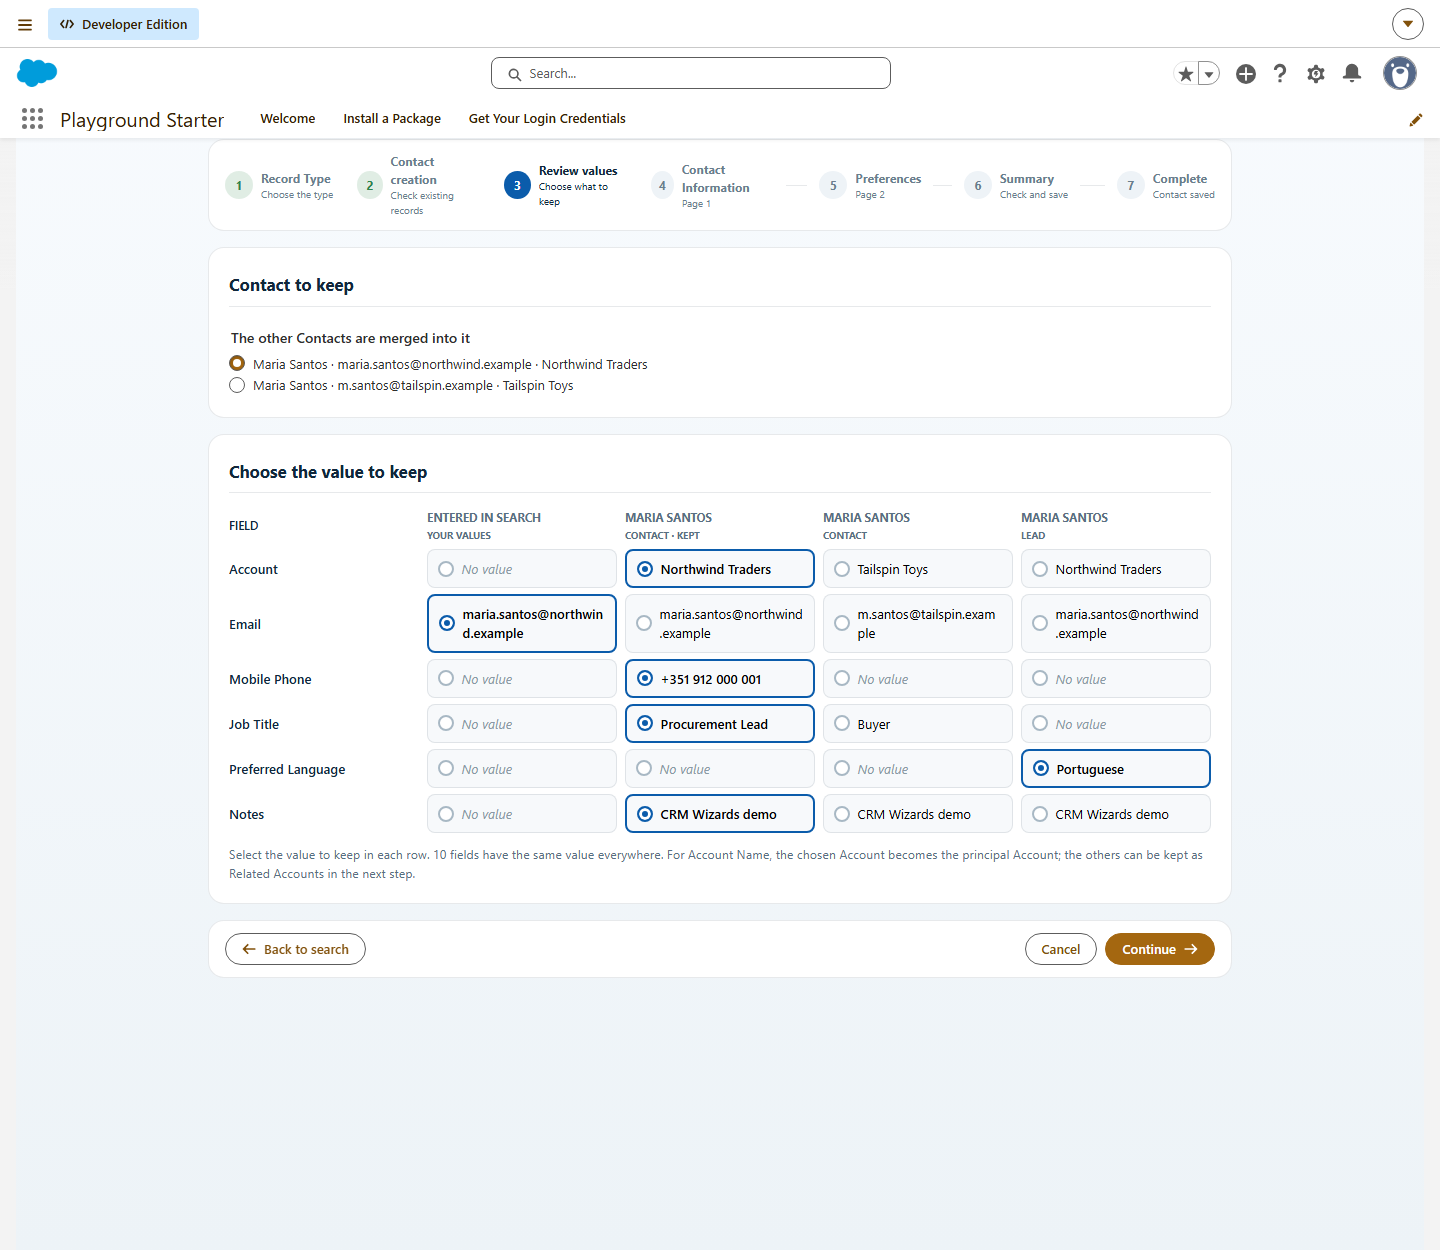 Developer Edition
Search...
Playground Starter
Welcome
Install a Package
Get Your Login Credentials
1
Record Type
Choose the type
2
Contact
creation
Check existing
records
3
Review values
Choose what to
keep
4
Contact
Information
Page 1
5
Preferences
Page 2
6
Summary
Check and save
7
Complete
Contact saved
Contact to keep
The other Contacts are merged into it
Maria Santos · maria.santos@northwind.example · Northwind Traders
Maria Santos · m.santos@tailspin.example · Tailspin Toys
Choose the value to keep
FIELD
ENTERED IN SEARCH
YOUR VALUES
MARIA SANTOS
CONTACT · KEPT
MARIA SANTOS
CONTACT
MARIA SANTOS
LEAD
Account
No value
Northwind Traders
Tailspin Toys
Northwind Traders
Email
maria.santos@northwin
d.example
maria.santos@northwind
.example
m.santos@tailspin.exam
ple
maria.santos@northwind
.example
Mobile Phone
No value
+351 912 000 001
No value
No value
Job Title
No value
Procurement Lead
Buyer
No value
Preferred Language
No value
No value
No value
Portuguese
Notes
No value
CRM Wizards demo
CRM Wizards demo
CRM Wizards demo
Select the value to keep in each row. 10 fields have the same value everywhere. For Account Name, the chosen Account becomes the principal Account; the others can be kept as
Related Accounts in the next step.
Back to search
Cancel
Continue